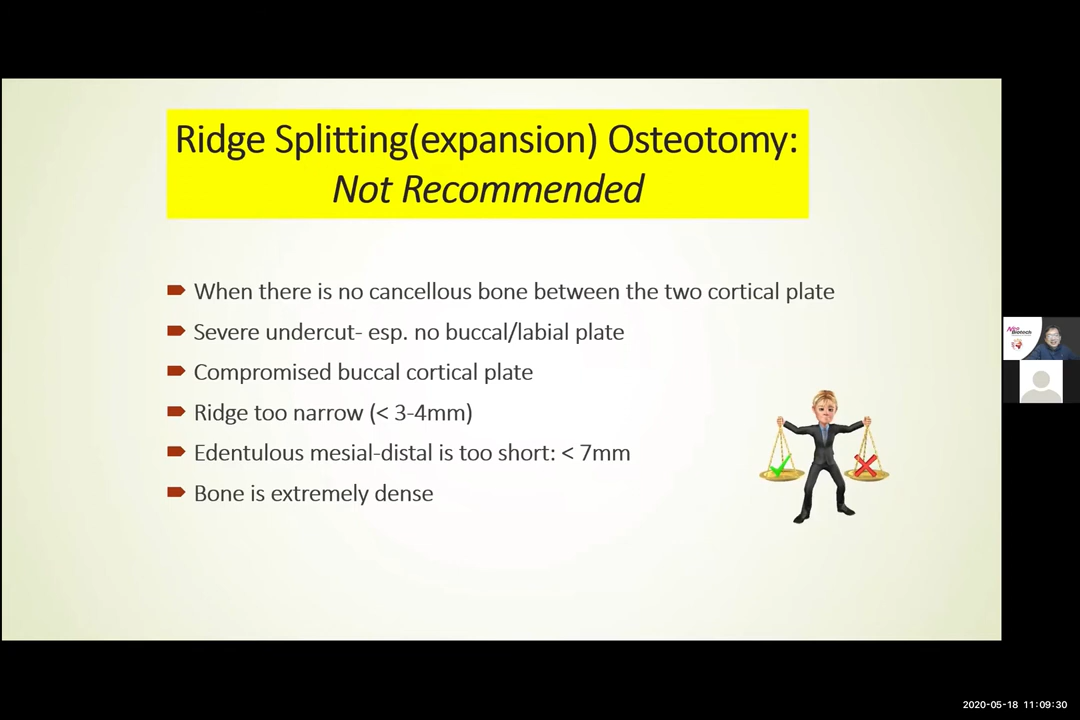 Ridge Splitting(expansion) Osteotomy:
Not Recommended
When there is no cancellous bone between the two cortical plate
Severe undercut- esp. no buccal/labial plate
Compromised buccal cortical plate
Ridge too narrow (< 3-4mm)
Edentulous mesial-distal is too short: < 7mm
Bone is extremely dense
Neo
Biotech
2020-05-18 11:09:30